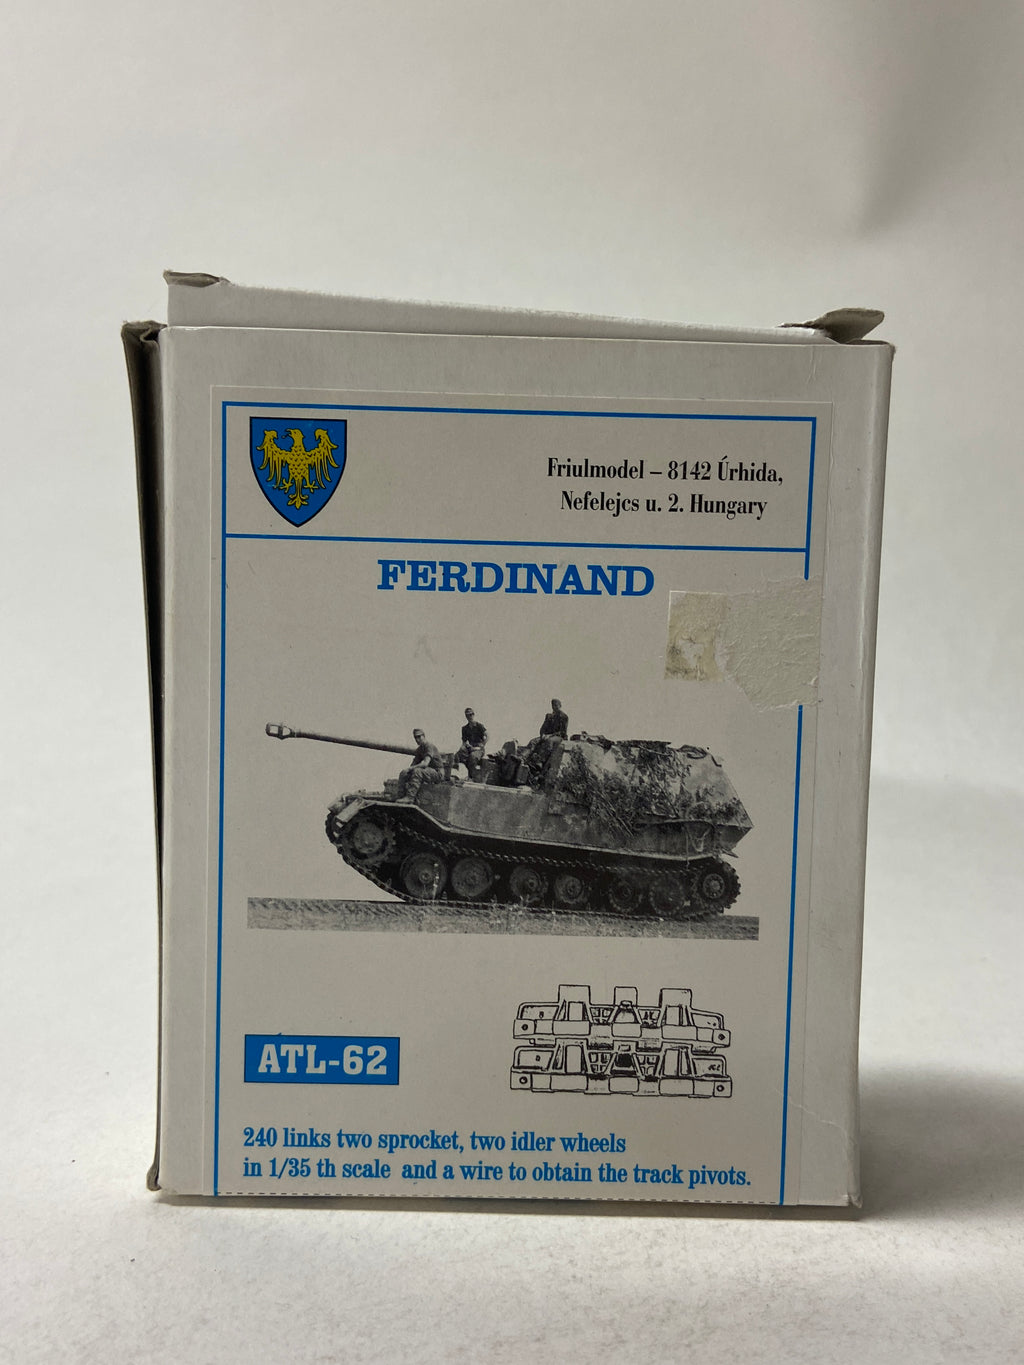 Friulmodel – 8142 Úrhida,
Nefelejcs u. 2. Hungary
FERDINAND
ATL-62
240 links two sprocket, two idler wheels
in 1/35 th scale and a wire to obtain the track pivots.